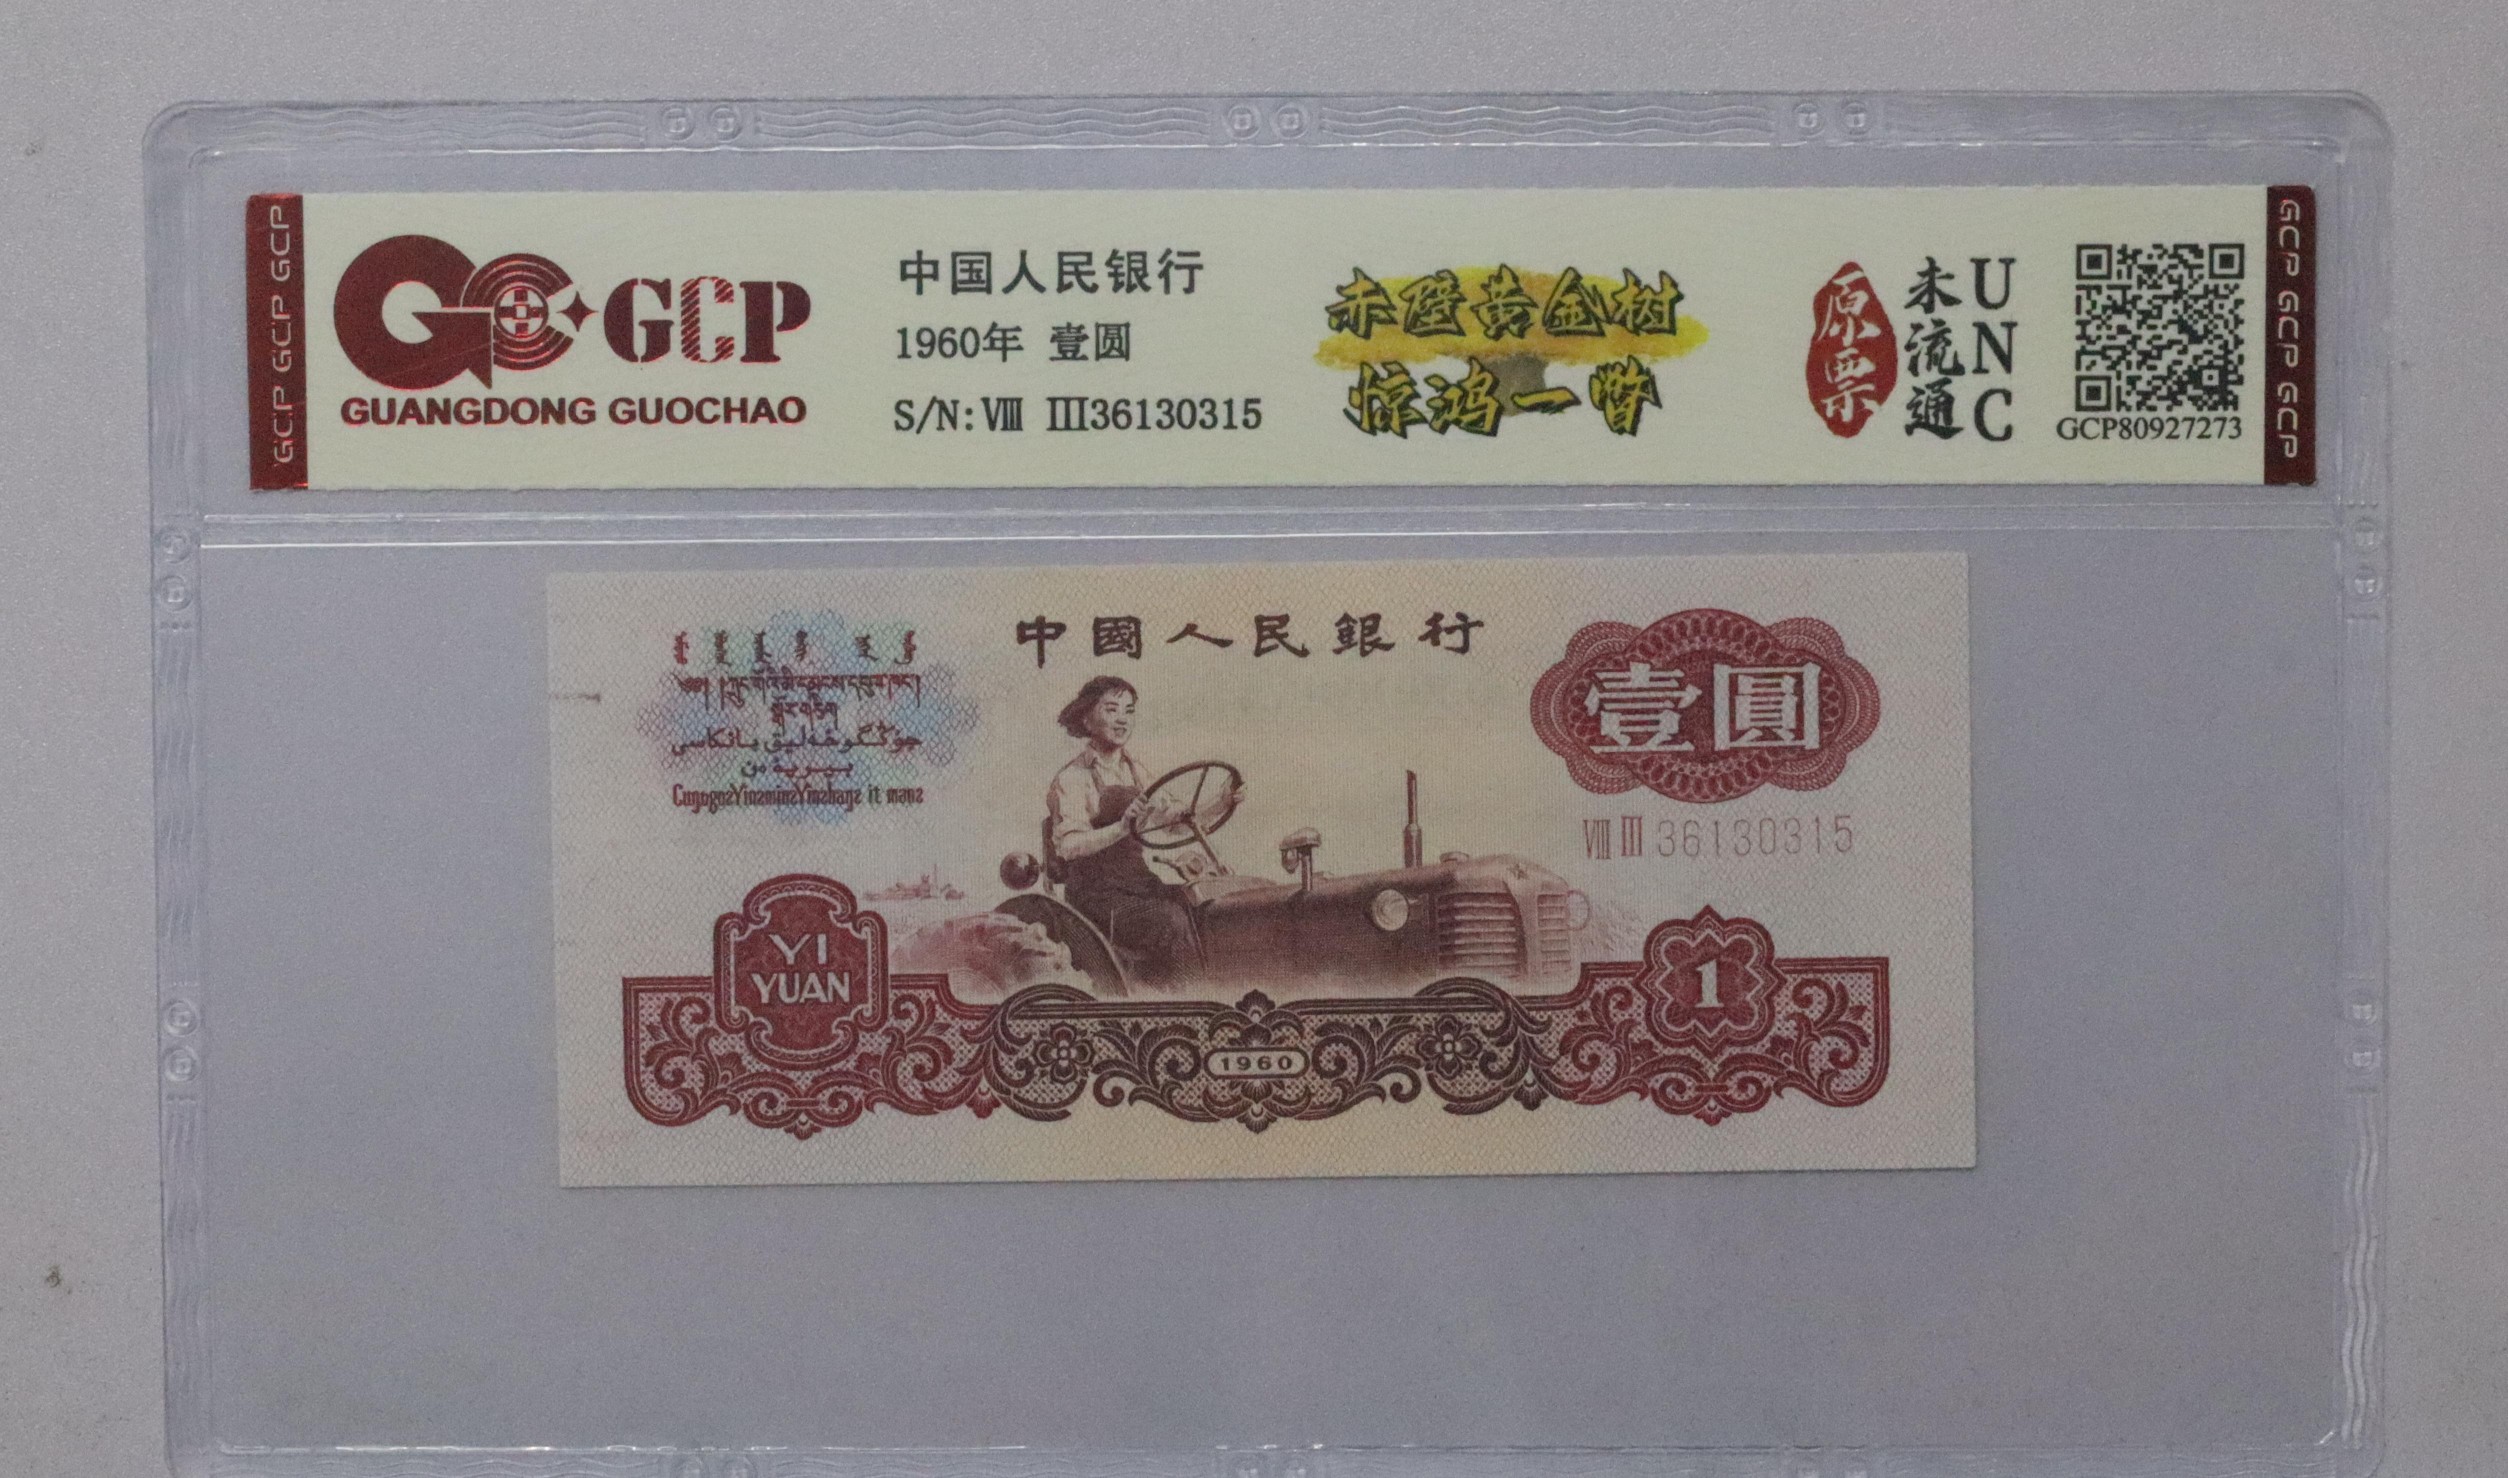 GCP GCP GCP
GCP
GUANGDONG GUOCHAO
中国人民银行
1960年 壹圆
S/N: Ⅷ Ⅲ36130315
赤壁黄金树
惊鸿一瞥
原票
未流通
UNC
GCP80927273
GCP GCP GCP
中國人民銀行
壹圓
Ⅷ Ⅲ 36130315
YI
YUAN
1960
1